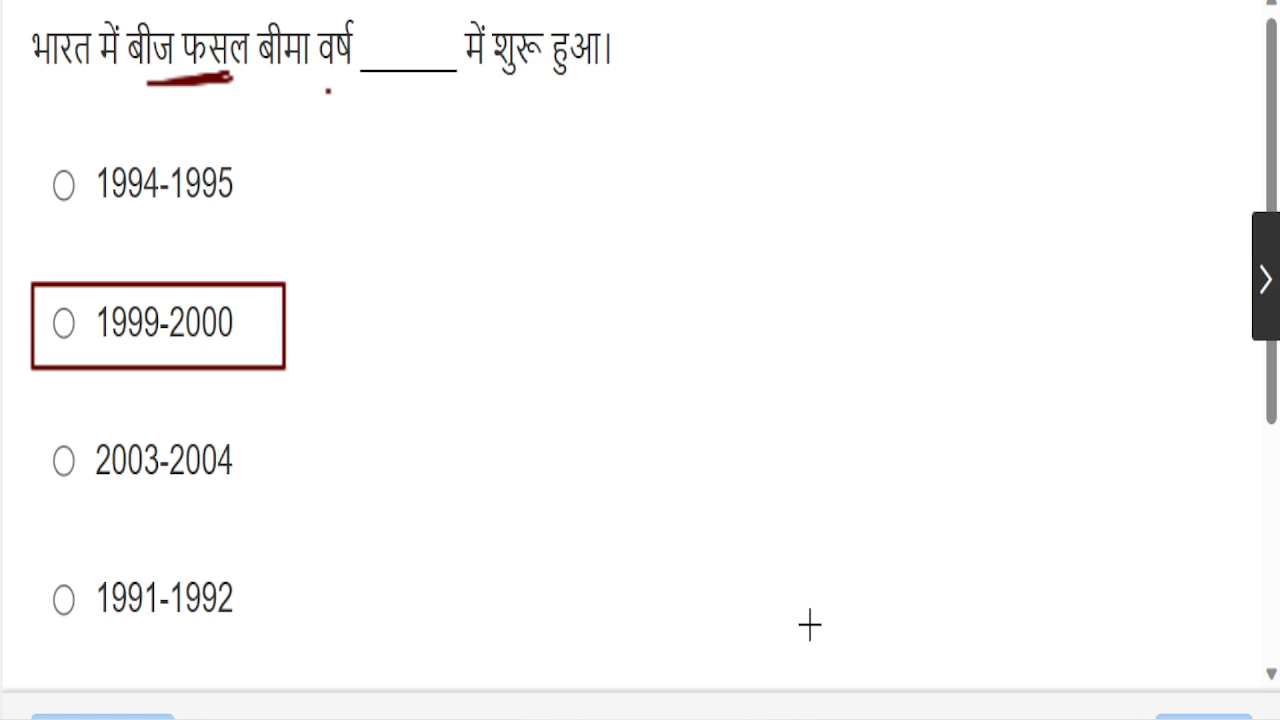 भारत में बीज फसल बीमा वर्ष ______ में शुरू हुआ।
1994-1995
1999-2000
2003-2004
1991-1992